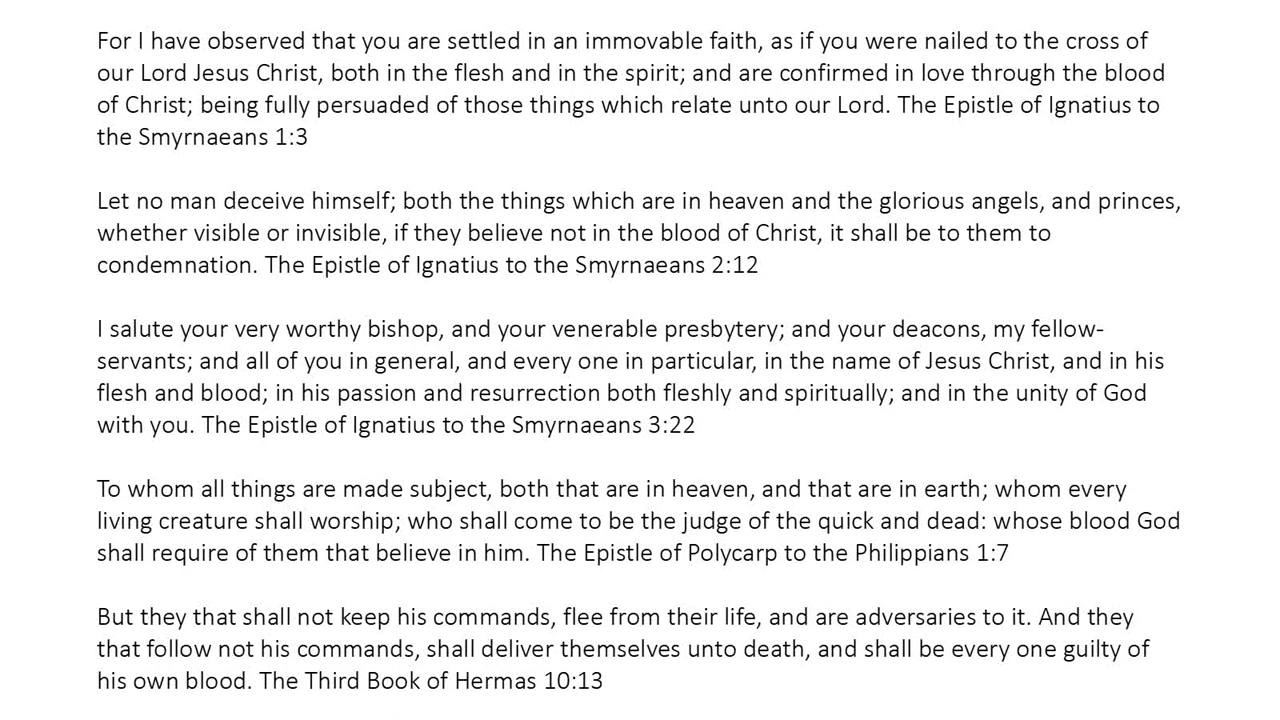 For I have observed that you are settled in an immovable faith, as if you were nailed to the cross of
our Lord Jesus Christ, both in the flesh and in the spirit; and are confirmed in love through the blood
of Christ; being fully persuaded of those things which relate unto our Lord. The Epistle of Ignatius to
the Smyrnaeans 1:3
Let no man deceive himself; both the things which are in heaven and the glorious angels, and princes,
whether visible or invisible, if they believe not in the blood of Christ, it shall be to them to
condemnation. The Epistle of Ignatius to the Smyrnaeans 2:12
I salute your very worthy bishop, and your venerable presbytery; and your deacons, my fellow-
servants; and all of you in general, and every one in particular, in the name of Jesus Christ, and in his
flesh and blood; in his passion and resurrection both fleshly and spiritually; and in the unity of God
with you. The Epistle of Ignatius to the Smyrnaeans 3:22
To whom all things are made subject, both that are in heaven, and that are in earth; whom every
living creature shall worship; who shall come to be the judge of the quick and dead: whose blood God
shall require of them that believe in him. The Epistle of Polycarp to the Philippians 1:7
But they that shall not keep his commands, flee from their life, and are adversaries to it. And they
that follow not his commands, shall deliver themselves unto death, and shall be every one guilty of
his own blood. The Third Book of Hermas 10:13